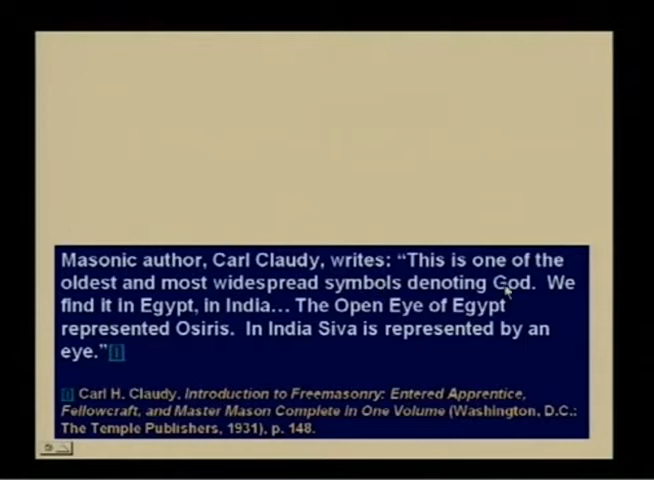 Masonic author, Carl Claudy, writes: “This is one of the
oldest and most widespread symbols denoting God.  We
find it in Egypt, in India... The Open Eye of Egypt
represented Osiris.  In India Siva is represented by an
eye.”[i]
[i] Carl H. Claudy, Introduction to Freemasonry: Entered Apprentice,
Fellowcraft, and Master Mason Complete in One Volume (Washington, D.C.:
The Temple Publishers, 1931), p. 148.